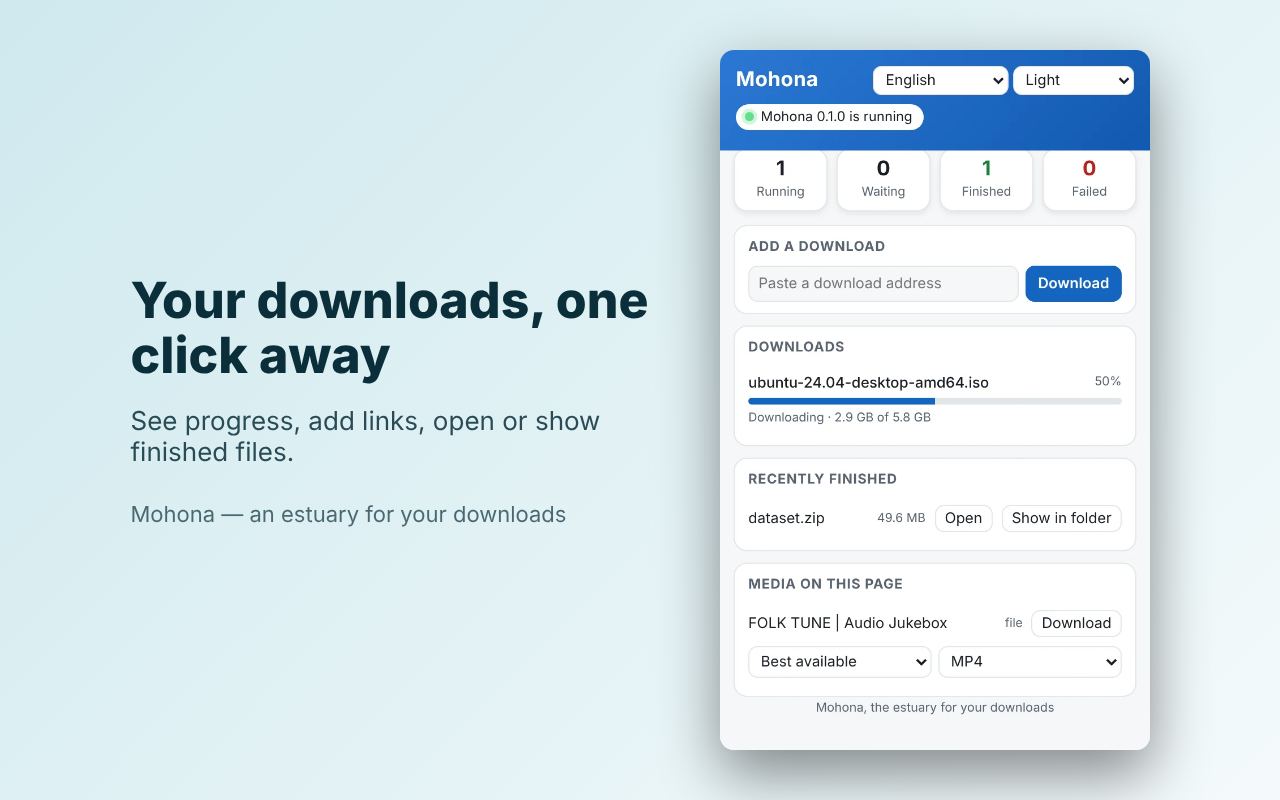 Your downloads, one
click away
See progress, add links, open or show
finished files.
Mohona — an estuary for your downloads
Mohona
English
Light
Mohona 0.1.0 is running
1
Running
0
Waiting
1
Finished
0
Failed
ADD A DOWNLOAD
Paste a download address
Download
DOWNLOADS
ubuntu-24.04-desktop-amd64.iso
50%
Downloading · 2.9 GB of 5.8 GB
RECENTLY FINISHED
dataset.zip
49.6 MB
Open
Show in folder
MEDIA ON THIS PAGE
FOLK TUNE | Audio Jukebox
file
Download
Best available
MP4
Mohona, the estuary for your downloads